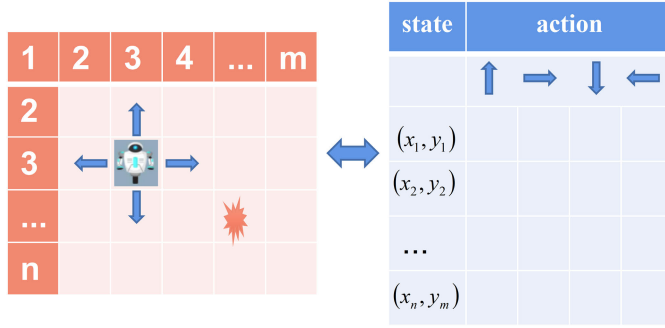 1 2 3 4 ... m
2
3
...
n
state action
(x₁, y₁)
(x₂, y₂)
...
(xₙ, yₘ)